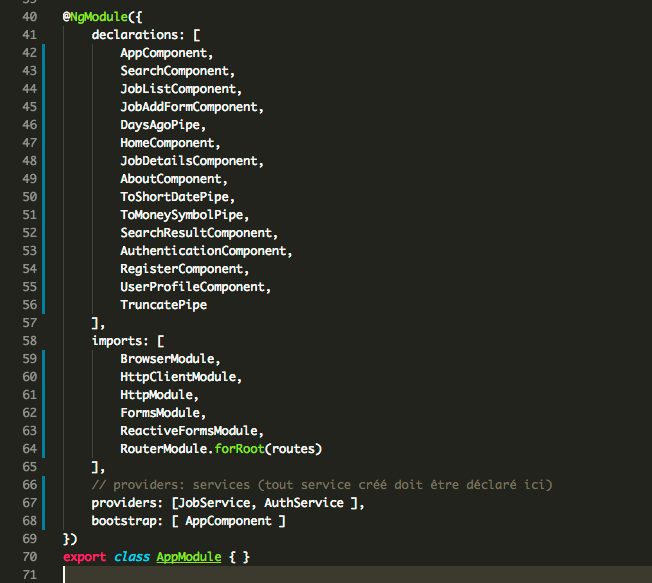 40 @NgModule({
41 declarations: [
42 AppComponent,
43 SearchComponent,
44 JobListComponent,
45 JobAddFormComponent,
46 DaysAgoPipe,
47 HomeComponent,
48 JobDetailsComponent,
49 AboutComponent,
50 ToShortDatePipe,
51 ToMoneySymbolPipe,
52 SearchResultComponent,
53 AuthenticationComponent,
54 RegisterComponent,
55 UserProfileComponent,
56 TruncatePipe
57 ],
58 imports: [
59 BrowserModule,
60 HttpClientModule,
61 HttpModule,
62 FormsModule,
63 ReactiveFormsModule,
64 RouterModule.forRoot(routes)
65 ],
66 // providers: services (tout service créé doit être déclaré ici)
67 providers: [JobService, AuthService ],
68 bootstrap: [ AppComponent ]
69 })
70 export class AppModule { }
71